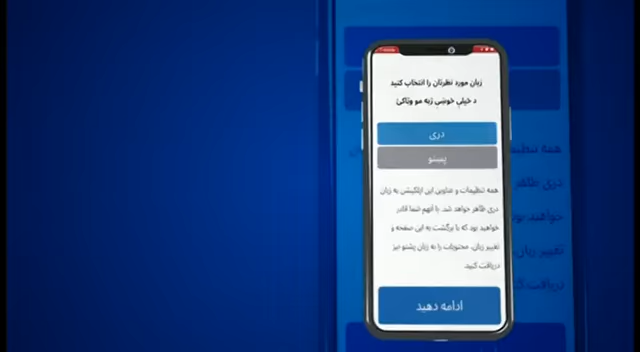 زبان مورد نظرتان را انتخاب کنید
د خپلې خوښې ژبه مو وټاکئ
دری
پښتو
همه تنظیمات و عناوین این اپلکیشن به زبان
دری ظاهر خواهد شد. با آنهم شما قادر
خواهید بود که با برگشت به این صفحه و
تغییر زبان، محتویات را به زبان پشتو نیز
دریافت کنید.
ادامه دهید